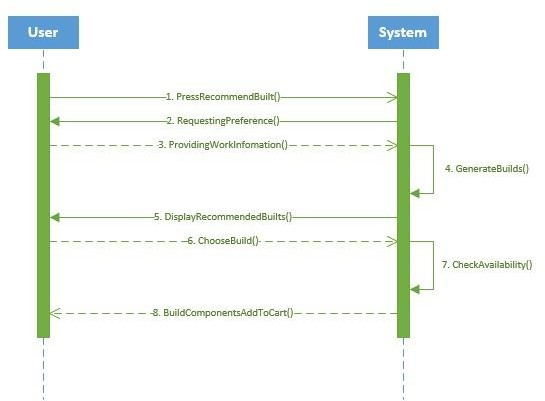 User
System
1. PressRecommendBuilt()
2. RequestingPreference()
3. ProvidingWorkInfomation()
4. GenerateBuilds()
5. DisplayRecommendedBuilts()
6. ChooseBuild()
7. CheckAvailability()
8. BuildComponentsAddToCart()